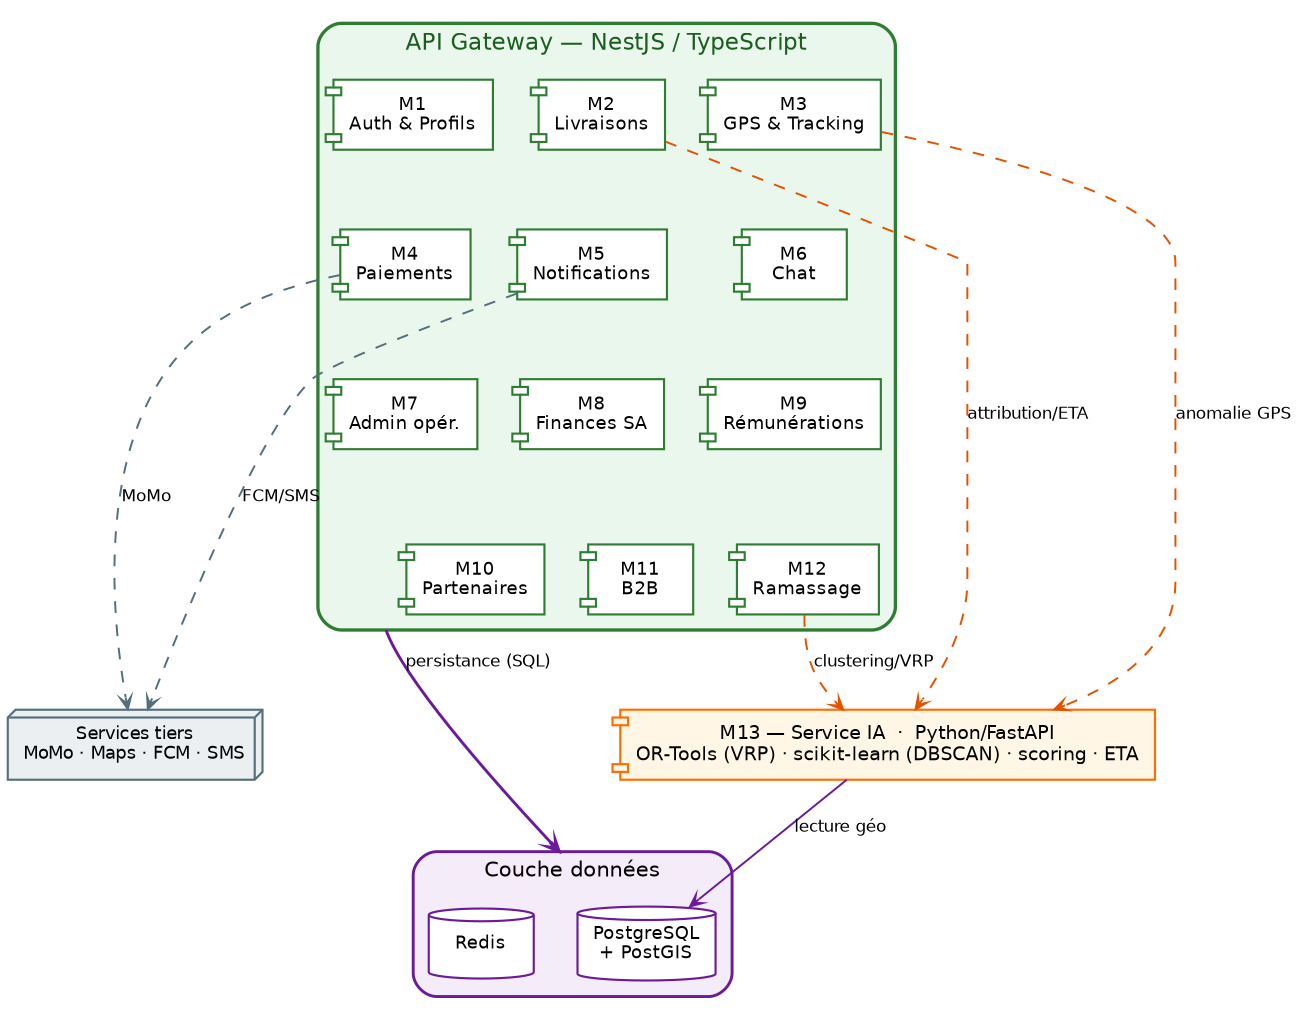 API Gateway — NestJS / TypeScript
M1
Auth & Profils
M2
Livraisons
M3
GPS & Tracking
M4
Paiements
M5
Notifications
M6
Chat
M7
Admin opér.
M8
Finances SA
M9
Rémunérations
attribution/ETA
anomalie GPS
MoMo
FCM/SMS
M10
Partenaires
M11
B2B
M12
Ramassage
persistance (SQL)
clustering/VRP
Services tiers
MoMo · Maps · FCM · SMS
M13 — Service IA · Python/FastAPI
OR-Tools (VRP) · scikit-learn (DBSCAN) · scoring · ETA
lecture géo
Couche données
Redis
PostgreSQL
+ PostGIS